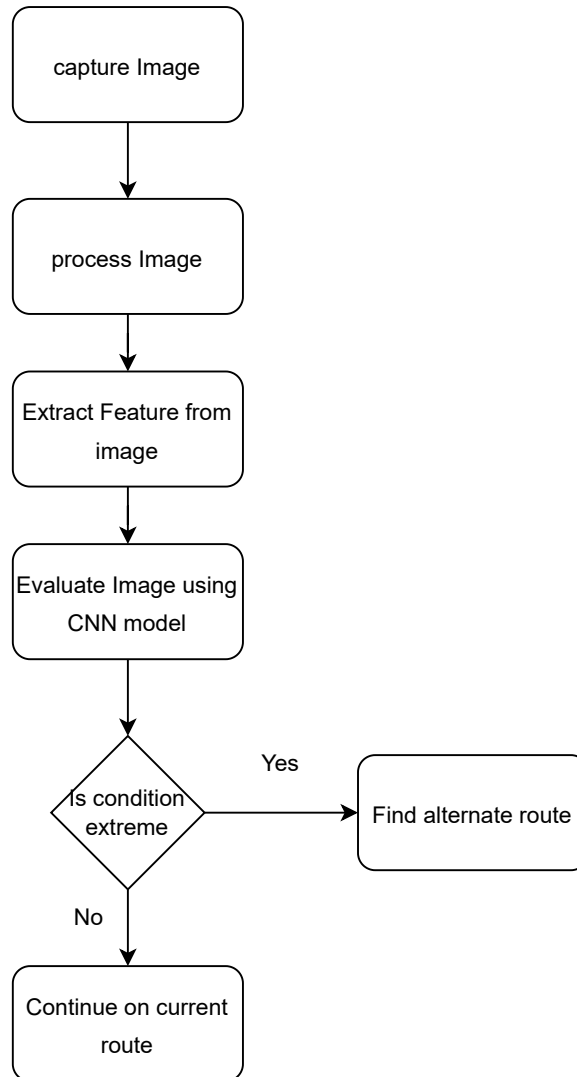 capture Image
process Image
Extract Feature from
image
Evaluate Image using
CNN model
Is condition
extreme
Yes
Find alternate route
No
Continue on current
route